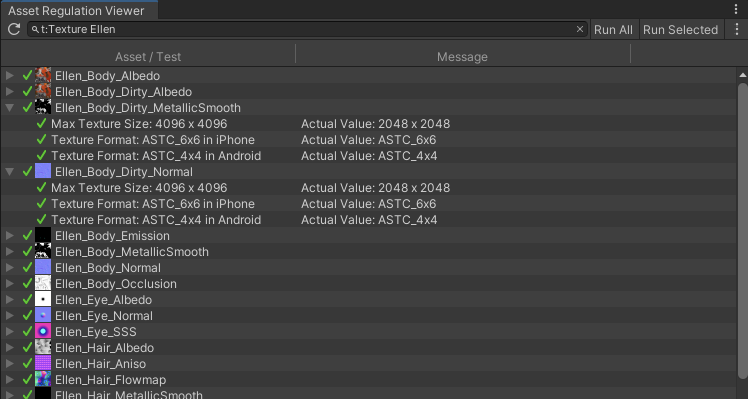 Asset Regulation Viewer
t:Texture Ellen
Run All
Run Selected
Asset / Test
Message
Ellen_Body_Albedo
Ellen_Body_Dirty_Albedo
Ellen_Body_Dirty_MetallicSmooth
Max Texture Size: 4096 x 4096 Actual Value: 2048 x 2048
Texture Format: ASTC_6x6 in iPhone Actual Value: ASTC_6x6
Texture Format: ASTC_4x4 in Android Actual Value: ASTC_4x4
Ellen_Body_Dirty_Normal
Max Texture Size: 4096 x 4096 Actual Value: 2048 x 2048
Texture Format: ASTC_6x6 in iPhone Actual Value: ASTC_6x6
Texture Format: ASTC_4x4 in Android Actual Value: ASTC_4x4
Ellen_Body_Emission
Ellen_Body_MetallicSmooth
Ellen_Body_Normal
Ellen_Body_Occlusion
Ellen_Eye_Albedo
Ellen_Eye_Normal
Ellen_Eye_SSS
Ellen_Hair_Albedo
Ellen_Hair_Aniso
Ellen_Hair_Flowmap
Ellen_Hair_MetallicSmooth